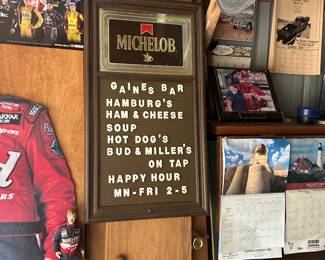 MICHELOB
GAINES BAR
HAMBURG'S
HAM & CHEESE
SOUP
HOT DOG'S
BUD & MILLER'S
ON TAP
HAPPY HOUR
MN-FRI 2-5